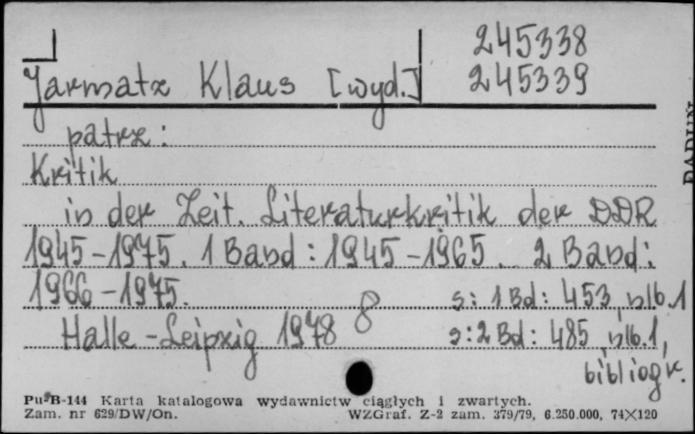 245338
Jarmatz Klaus [wyd.] 245339
patrz:
Kritik
in der Zeit. Literaturkritik der DDR
1945-1975. 1 Band: 1945-1965. 2 Band:
1966-1975. s: 1 Bd: 453, nlb.1
Halle-Leipzig 1978 8 s: 2 Bd: 485, nlb.1,
bibliogr.
Pu-B-144 Karta katalogowa wydawnictw ciągłych i zwartych.
Zam. nr 629/DW/On. WZGraf. Z-2 zam. 379/79, 6.250.000, 74×120